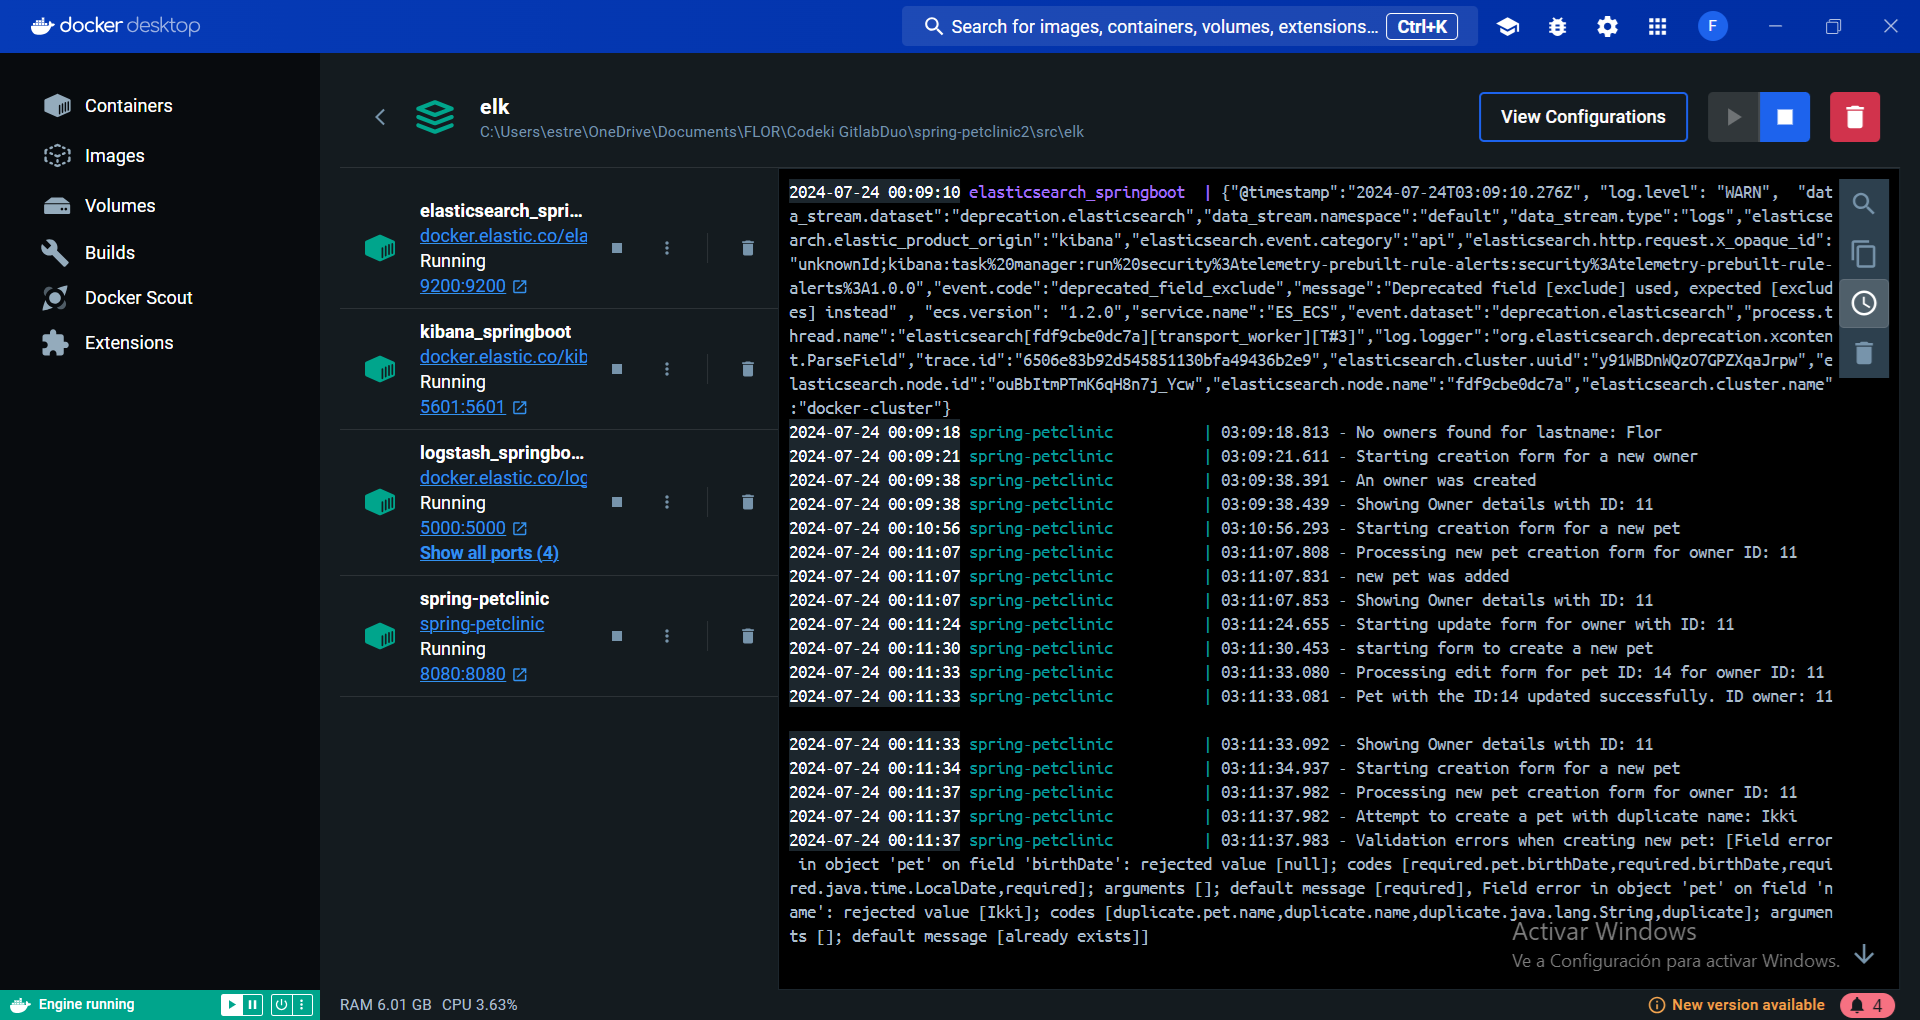 docker desktop
Search for images, containers, volumes, extensions... Ctrl+K
F
Containers
Images
Volumes
Builds
Docker Scout
Extensions
elk
C:\Users\estre\OneDrive\Documents\FLOR\Codeki GitlabDuo\spring-petclinic2\src\elk
View Configurations
elasticsearch_spri...
docker.elastic.co/ela
Running
9200:9200
kibana_springboot
docker.elastic.co/kib
Running
5601:5601
logstash_springbo...
docker.elastic.co/log
Running
5000:5000
Show all ports (4)
spring-petclinic
spring-petclinic
Running
8080:8080
2024-07-24 00:09:10 elasticsearch_springboot | {"@timestamp":"2024-07-24T03:09:10.276Z", "log.level": "WARN", "dat
a_stream.dataset":"deprecation.elasticsearch","data_stream.namespace":"default","data_stream.type":"logs","elasticse
arch.elastic_product_origin":"kibana","elasticsearch.event.category":"api","elasticsearch.http.request.x_opaque_id":
"unknownId;kibana:task%20manager:run%20security%3Atelemetry-prebuilt-rule-alerts:security%3Atelemetry-prebuilt-rule-
alerts%3A1.0.0","event.code":"deprecated_field_exclude","message":"Deprecated field [exclude] used, expected [exclud
es] instead" , "ecs.version": "1.2.0","service.name":"ES_ECS","event.dataset":"deprecation.elasticsearch","process.t
hread.name":"elasticsearch[fdf9cbe0dc7a][transport_worker][T#3]","log.logger":"org.elasticsearch.deprecation.xconten
t.ParseField","trace.id":"6506e83b92d545851130bfa49436b2e9","elasticsearch.cluster.uuid":"y91WBDnWQzO7GPZXqaJrpw","e
lasticsearch.node.id":"ouBbItmPTmK6qH8n7j_Ycw","elasticsearch.node.name":"fdf9cbe0dc7a","elasticsearch.cluster.name"
:"docker-cluster"}
2024-07-24 00:09:18 spring-petclinic | 03:09:18.813 - No owners found for lastname: Flor
2024-07-24 00:09:21 spring-petclinic | 03:09:21.611 - Starting creation form for a new owner
2024-07-24 00:09:38 spring-petclinic | 03:09:38.391 - An owner was created
2024-07-24 00:09:38 spring-petclinic | 03:09:38.439 - Showing Owner details with ID: 11
2024-07-24 00:10:56 spring-petclinic | 03:10:56.293 - Starting creation form for a new pet
2024-07-24 00:11:07 spring-petclinic | 03:11:07.808 - Processing new pet creation form for owner ID: 11
2024-07-24 00:11:07 spring-petclinic | 03:11:07.831 - new pet was added
2024-07-24 00:11:07 spring-petclinic | 03:11:07.853 - Showing Owner details with ID: 11
2024-07-24 00:11:24 spring-petclinic | 03:11:24.655 - Starting update form for owner with ID: 11
2024-07-24 00:11:30 spring-petclinic | 03:11:30.453 - starting form to create a new pet
2024-07-24 00:11:33 spring-petclinic | 03:11:33.080 - Processing edit form for pet ID: 14 for owner ID: 11
2024-07-24 00:11:33 spring-petclinic | 03:11:33.081 - Pet with the ID:14 updated successfully. ID owner: 11
2024-07-24 00:11:33 spring-petclinic | 03:11:33.092 - Showing Owner details with ID: 11
2024-07-24 00:11:34 spring-petclinic | 03:11:34.937 - Starting creation form for a new pet
2024-07-24 00:11:37 spring-petclinic | 03:11:37.982 - Processing new pet creation form for owner ID: 11
2024-07-24 00:11:37 spring-petclinic | 03:11:37.982 - Attempt to create a pet with duplicate name: Ikki
2024-07-24 00:11:37 spring-petclinic | 03:11:37.983 - Validation errors when creating new pet: [Field error
in object 'pet' on field 'birthDate': rejected value [null]; codes [required.pet.birthDate,required.birthDate,requi
red.java.time.LocalDate,required]; arguments []; default message [required], Field error in object 'pet' on field 'n
ame': rejected value [Ikki]; codes [duplicate.pet.name,duplicate.name,duplicate.java.lang.String,duplicate]; argumen
ts []; default message [already exists]]
Activar Windows
Ve a Configuración para activar Windows.
Engine running
RAM 6.01 GB CPU 3.63%
New version available
4